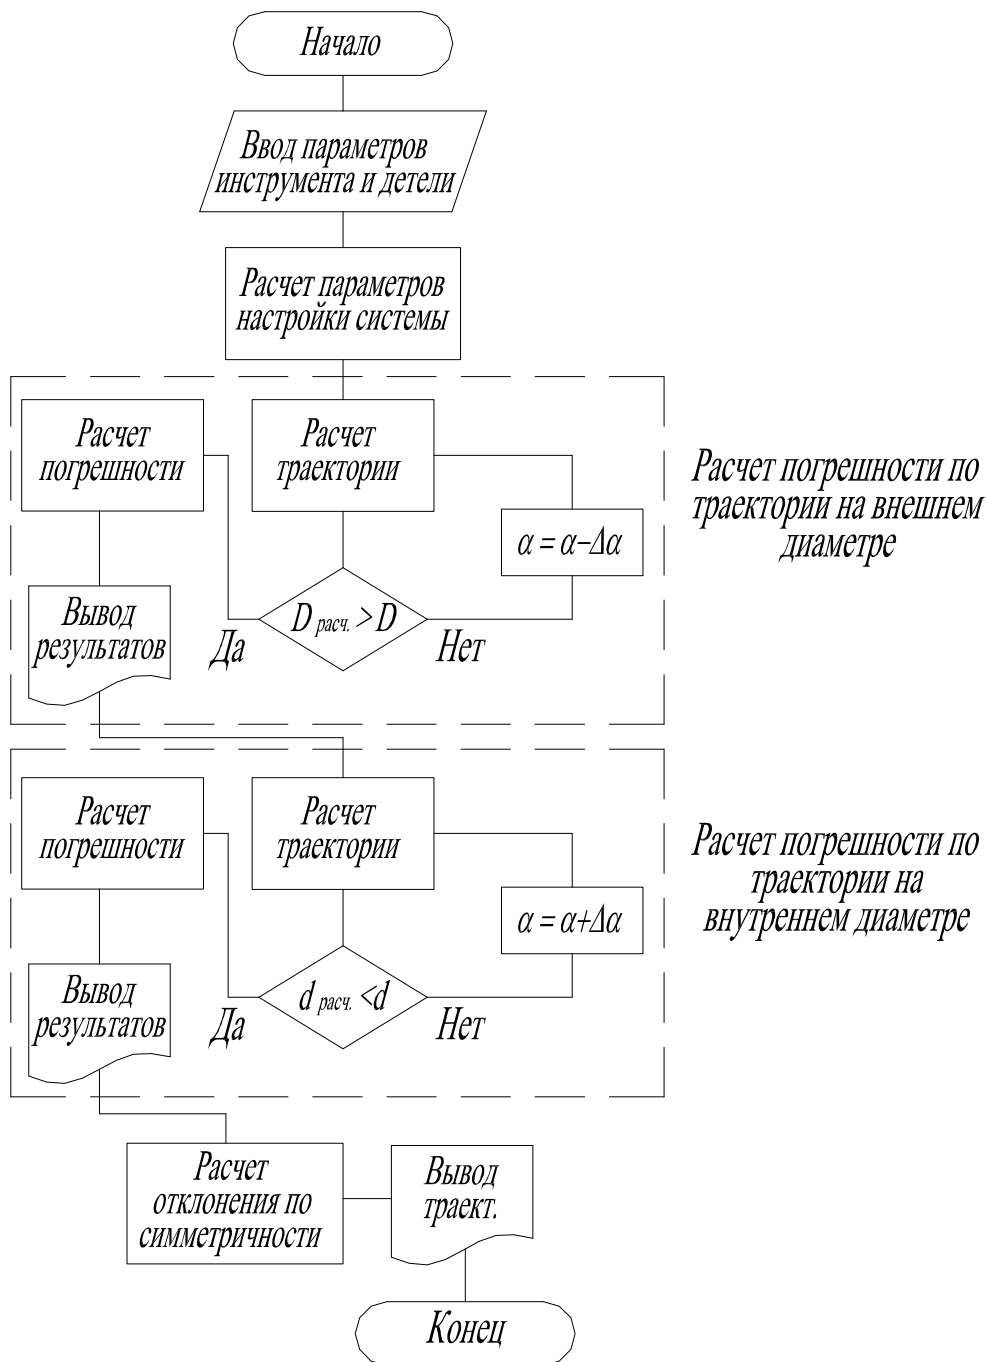 Начало
Ввод параметров
инструмента и детели
Расчет параметров
настройки системы
Расчет
погрешности
Расчет
траектории
α = α–Δα
D расч. > D
Да
Нет
Вывод
результатов
Расчет погрешности по
траектории на внешнем
диаметре
Расчет
погрешности
Расчет
траектории
α = α+Δα
d расч. <d
Да
Нет
Вывод
результатов
Расчет погрешности по
траектории на
внутреннем диаметре
Расчет
отклонения по
симметричности
Вывод
траект.
Конец